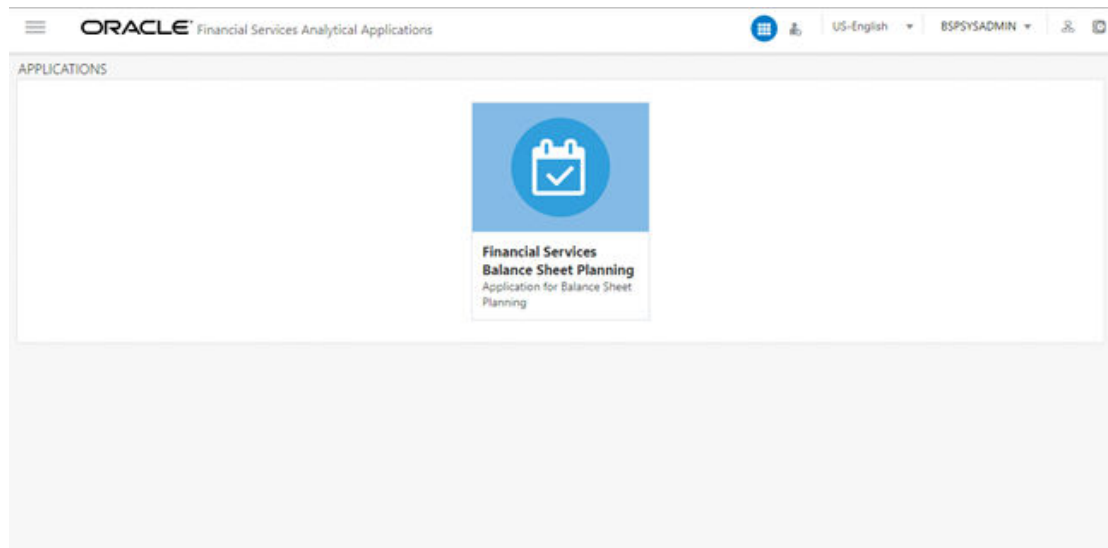 ORACLE Financial Services Analytical Applications
US-English
BSPSYSADMIN
APPLICATIONS
Financial Services
Balance Sheet Planning
Application for Balance Sheet
Planning